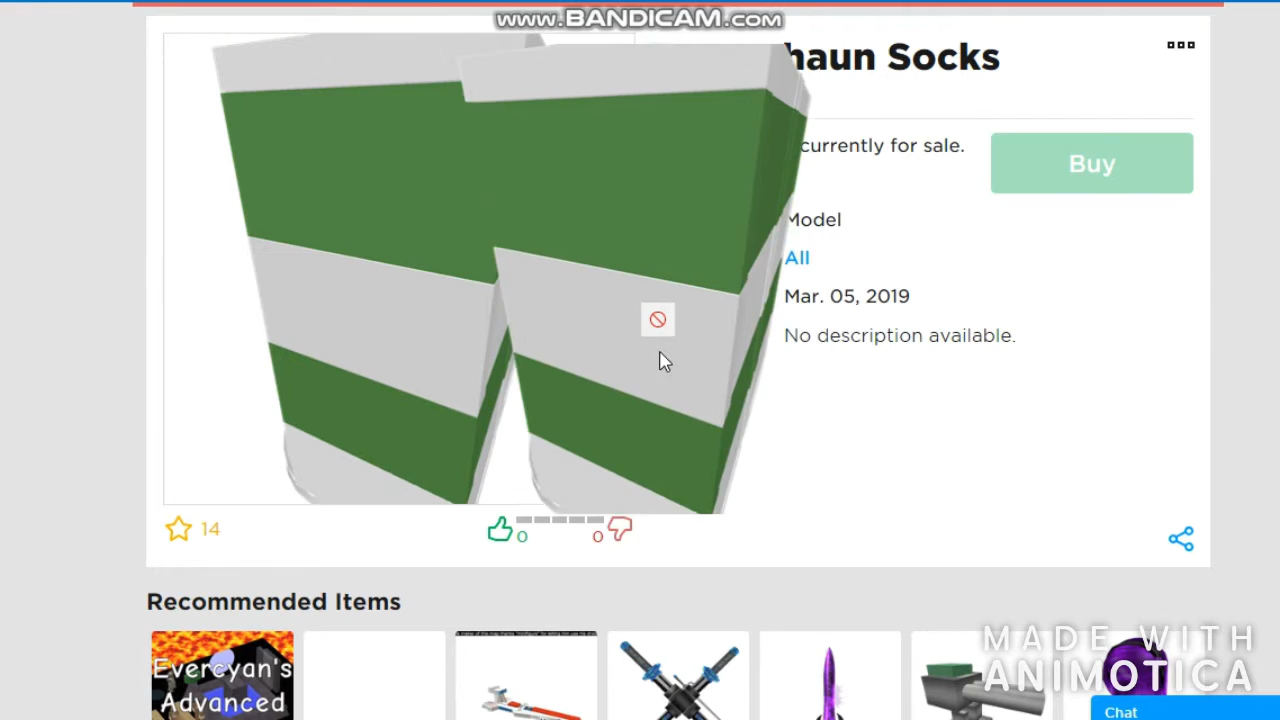 www.BANDICAM.com
haun Socks
currently for sale.
Buy
Model
All
Mar. 05, 2019
No description available.
14
0
0
Recommended Items
Evercyan's
Advanced
MADE WITH
ANIMOTICA
Chat